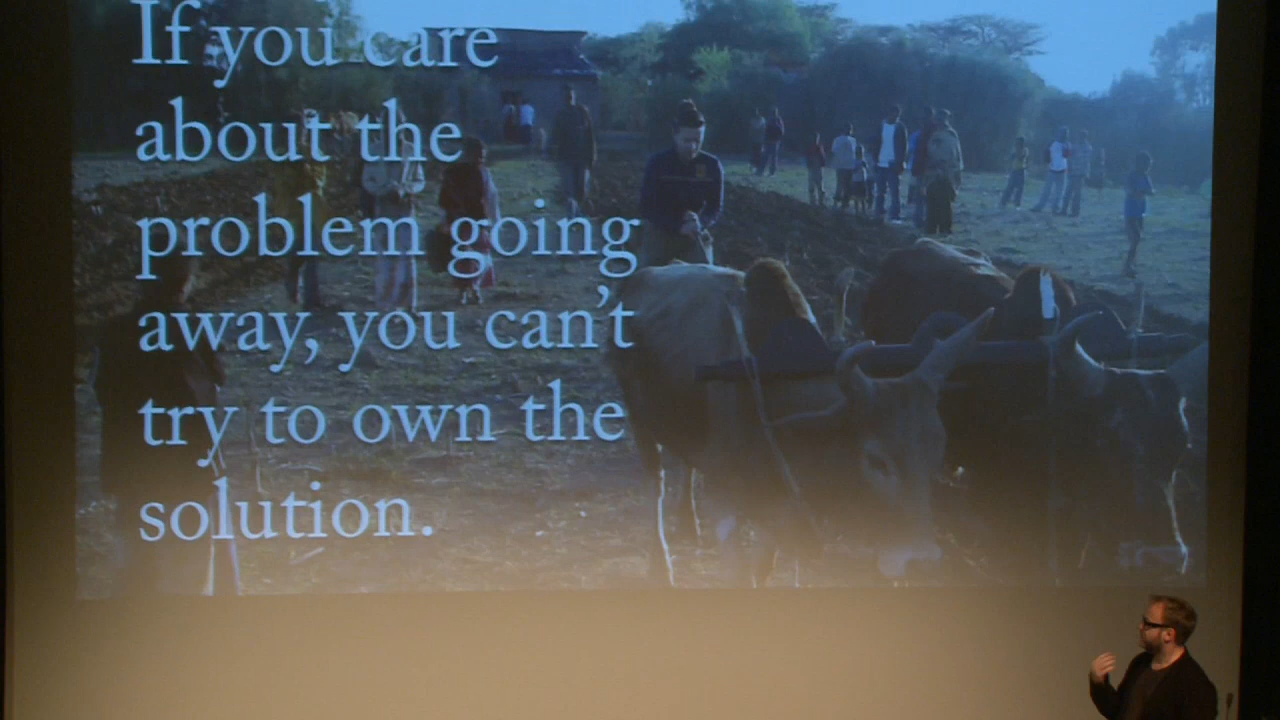 If you care
about the
problem going
away, you can't
try to own the
solution.